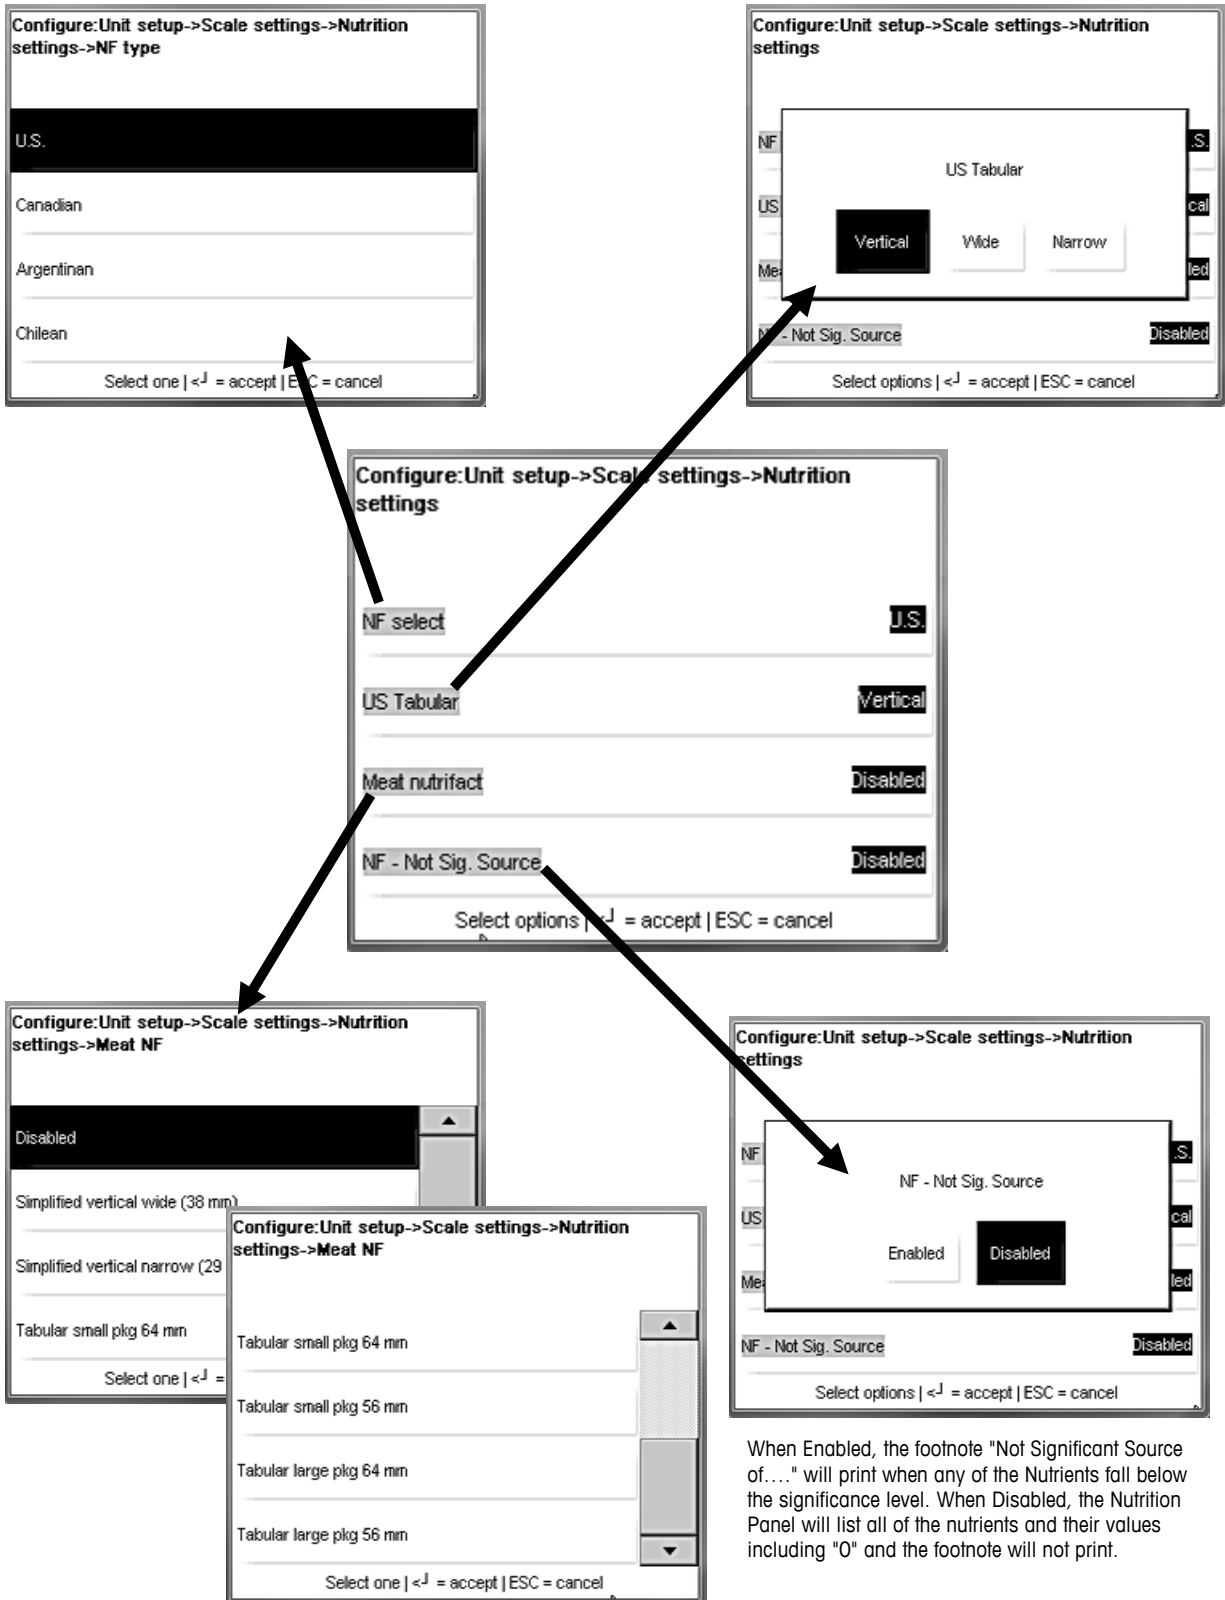 Configure:Unit setup->Scale settings->Nutrition
settings->NF type
U.S.
Canadian
Argentinan
Chilean
Select one | <┘ = accept | ESC = cancel
Configure:Unit setup->Scale settings->Nutrition
settings
NF
.S.
US Tabular
US
cal
Vertical Wide Narrow
Me
led
- Not Sig. Source Disabled
Select options | <┘ = accept | ESC = cancel
Configure:Unit setup->Scale settings->Nutrition
settings
NF select U.S.
US Tabular Vertical
Meat nutrifact Disabled
NF - Not Sig. Source Disabled
Select options | <┘ = accept | ESC = cancel
Configure:Unit setup->Scale settings->Nutrition
settings->Meat NF
Disabled
Simplified vertical wide (38 mm)
Simplified vertical narrow (29
Tabular small pkg 64 mm
Select one | <┘ =
Configure:Unit setup->Scale settings->Nutrition
settings->Meat NF
Tabular small pkg 64 mm
Tabular small pkg 56 mm
Tabular large pkg 64 mm
Tabular large pkg 56 mm
Select one | <┘ = accept | ESC = cancel
Configure:Unit setup->Scale settings->Nutrition
settings
NF
.S.
NF - Not Sig. Source
US
cal
Enabled Disabled
Me
led
NF - Not Sig. Source Disabled
Select options | <┘ = accept | ESC = cancel
When Enabled, the footnote "Not Significant Source
of...." will print when any of the Nutrients fall below
the significance level. When Disabled, the Nutrition
Panel will list all of the nutrients and their values
including "0" and the footnote will not print.